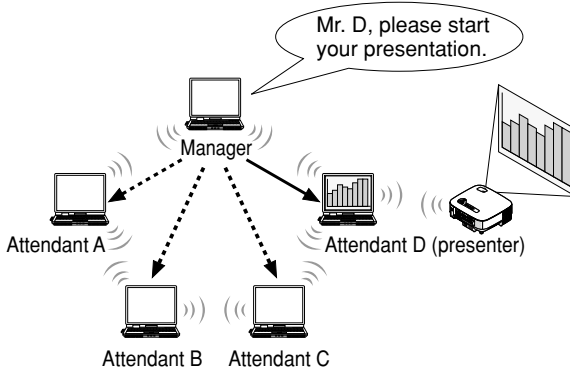 Mr. D, please start
your presentation.
Manager
Attendant A
Attendant D (presenter)
Attendant B
Attendant C